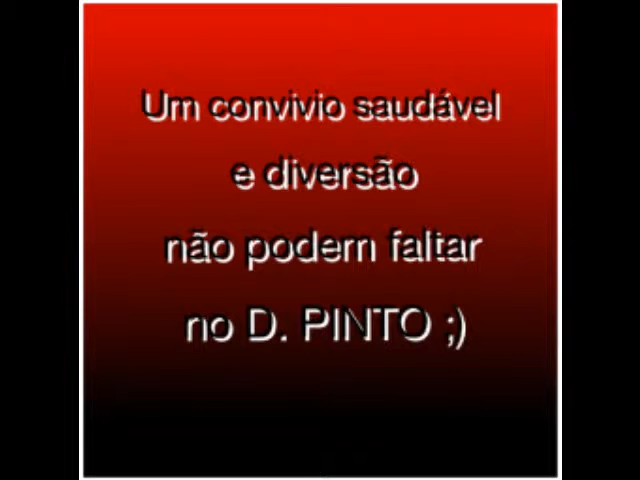 Um convivio saudável
e diversão
não podem faltar
no D. PINTO ;)